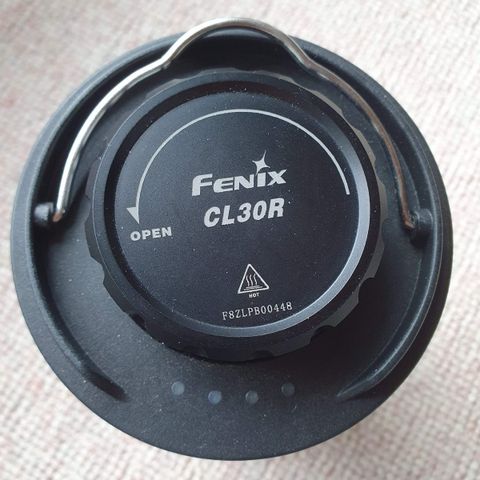 FENIX
CL30R
OPEN
HOT
F8ZLPB00448